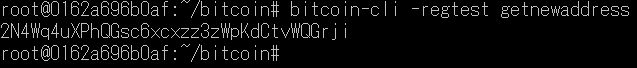 root@0162a696b0af:~/bitcoin# bitcoin-cli -regtest getnewaddress
2N4Wq4uXPhQGsc6xcxzz3zWpKdCtvWQGrji
root@0162a696b0af:~/bitcoin#